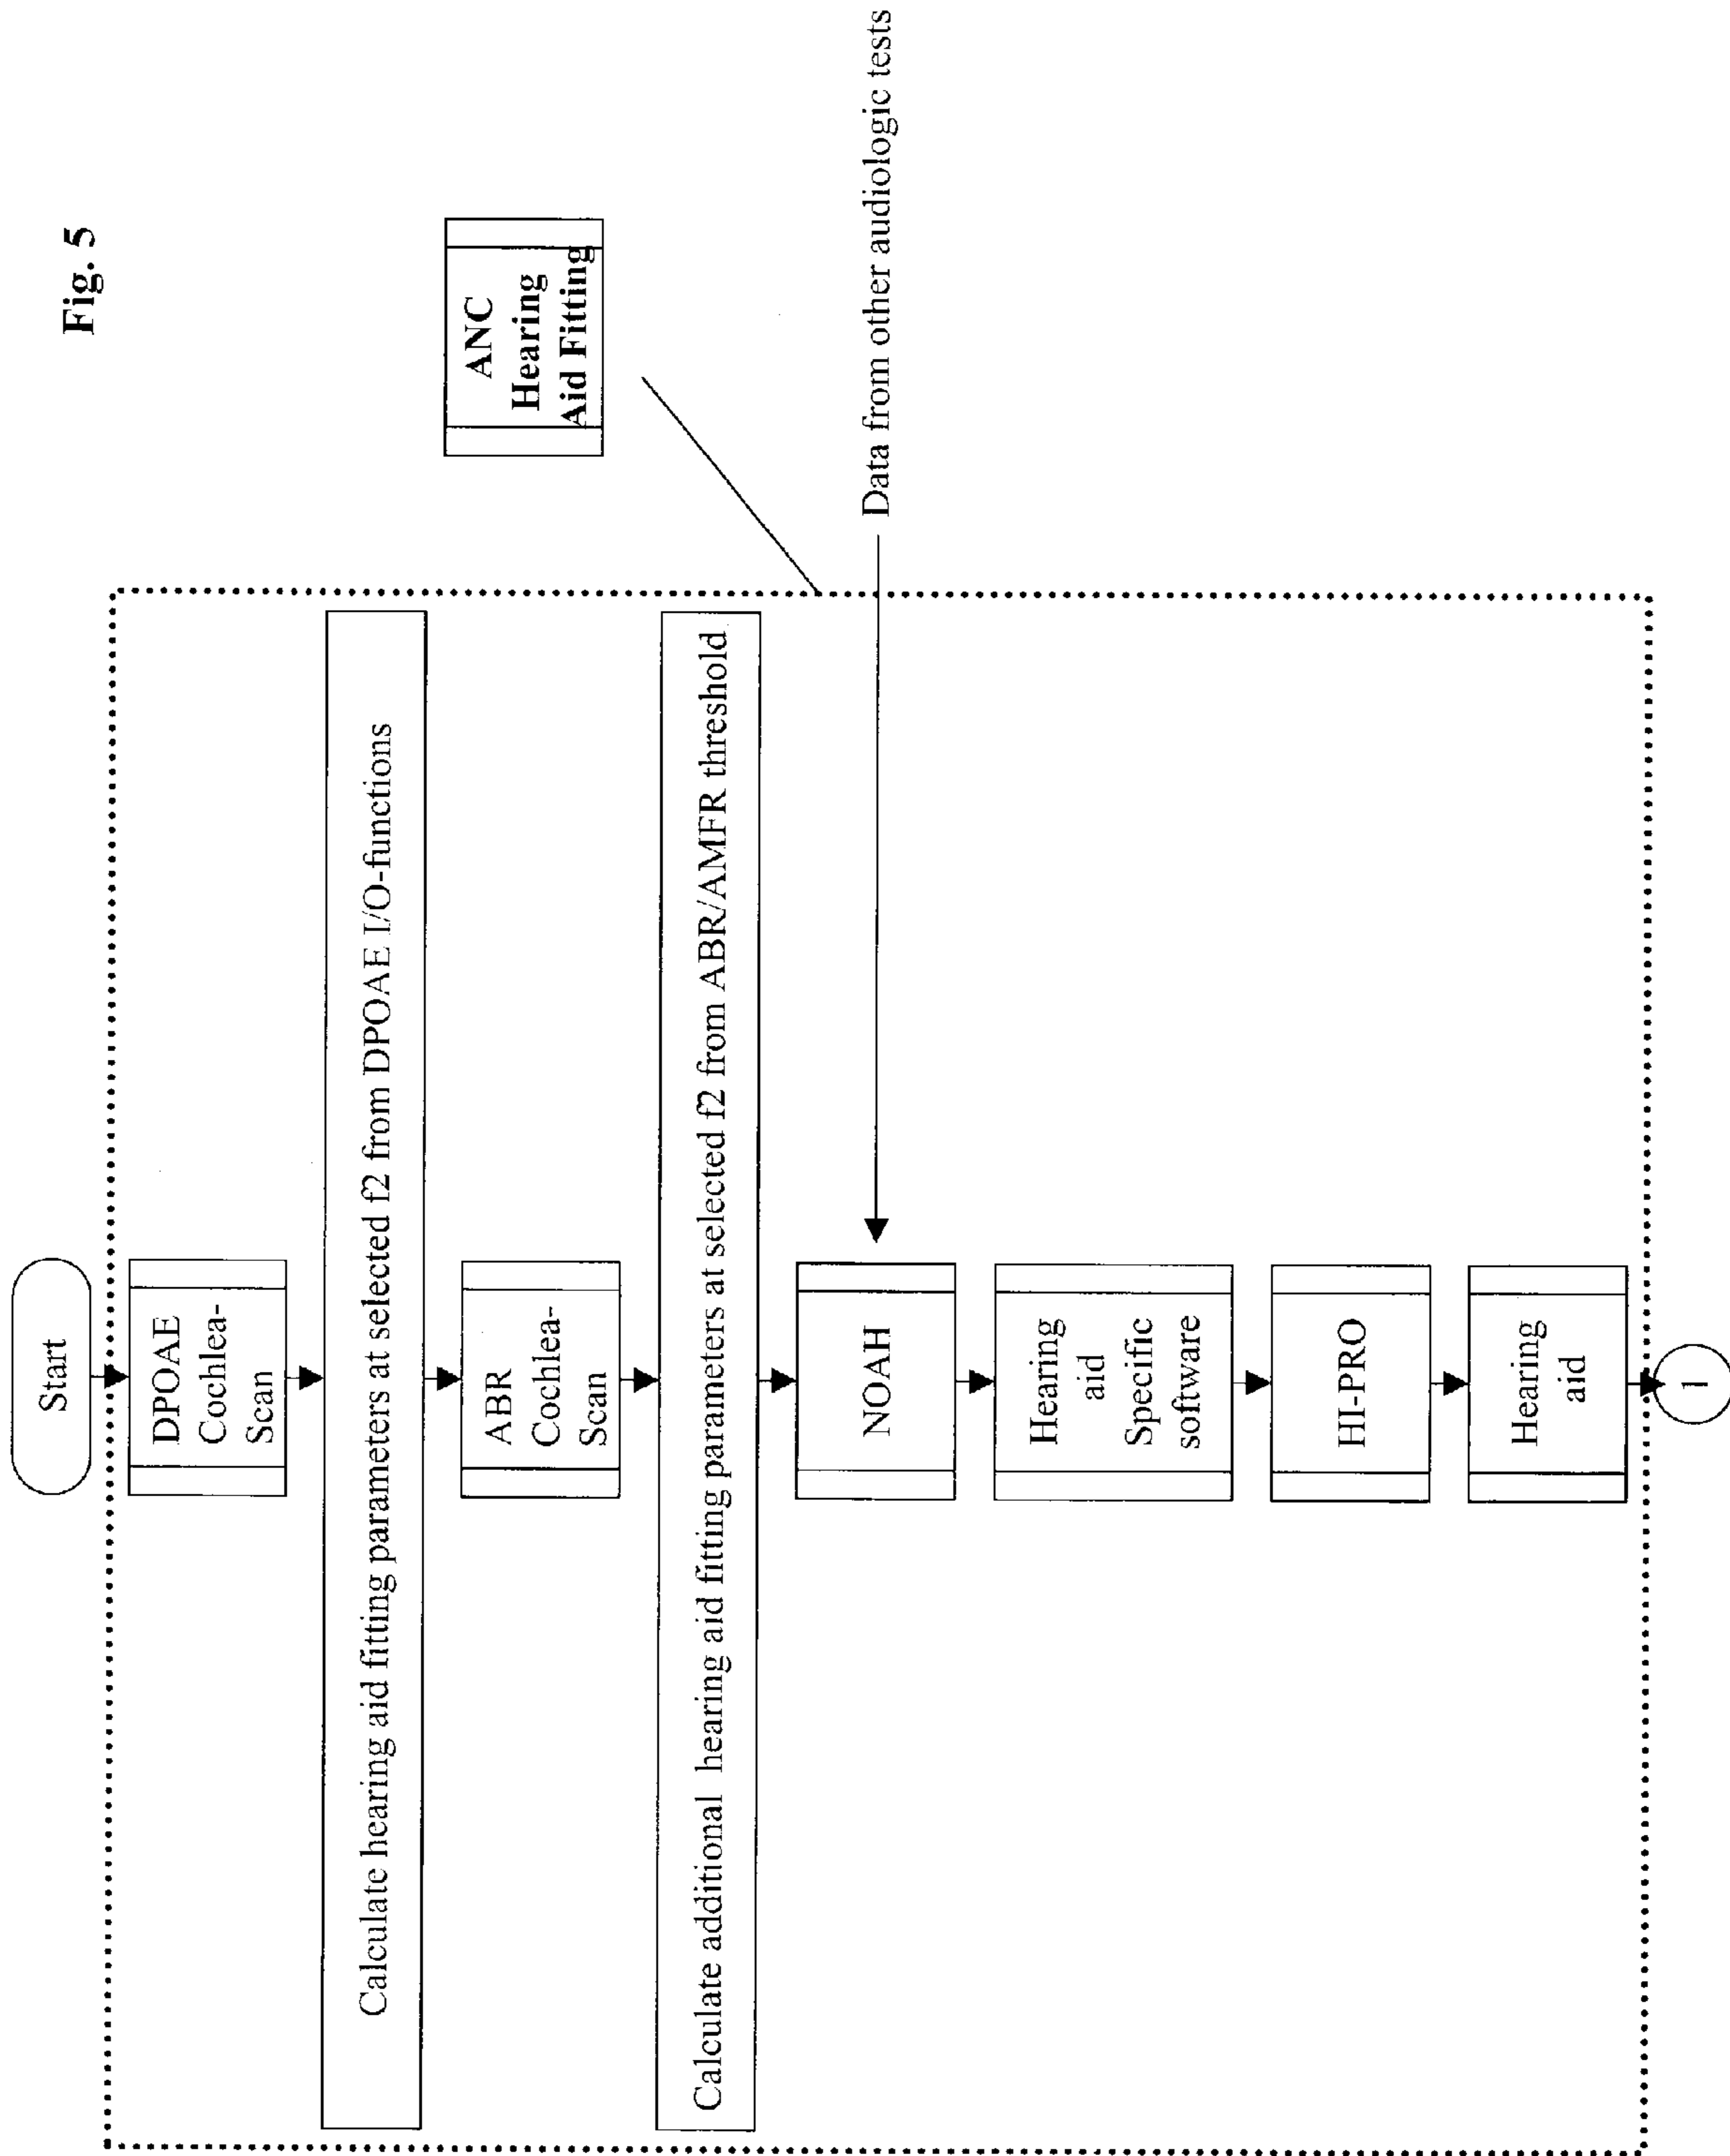 Fig. 5
Start
DPOAE
Cochlea-
Scan
Calculate hearing aid fitting parameters at selected f2 from DPOAE I/O-functions
ABR
Cochlea-
Scan
Calculate additional hearing aid fitting parameters at selected f2 from ABR/AMFR threshold
NOAH
Data from other audiologic tests
Hearing
aid
Specific
software
HI-PRO
Hearing
aid
1
ANC
Hearing
Aid Fitting